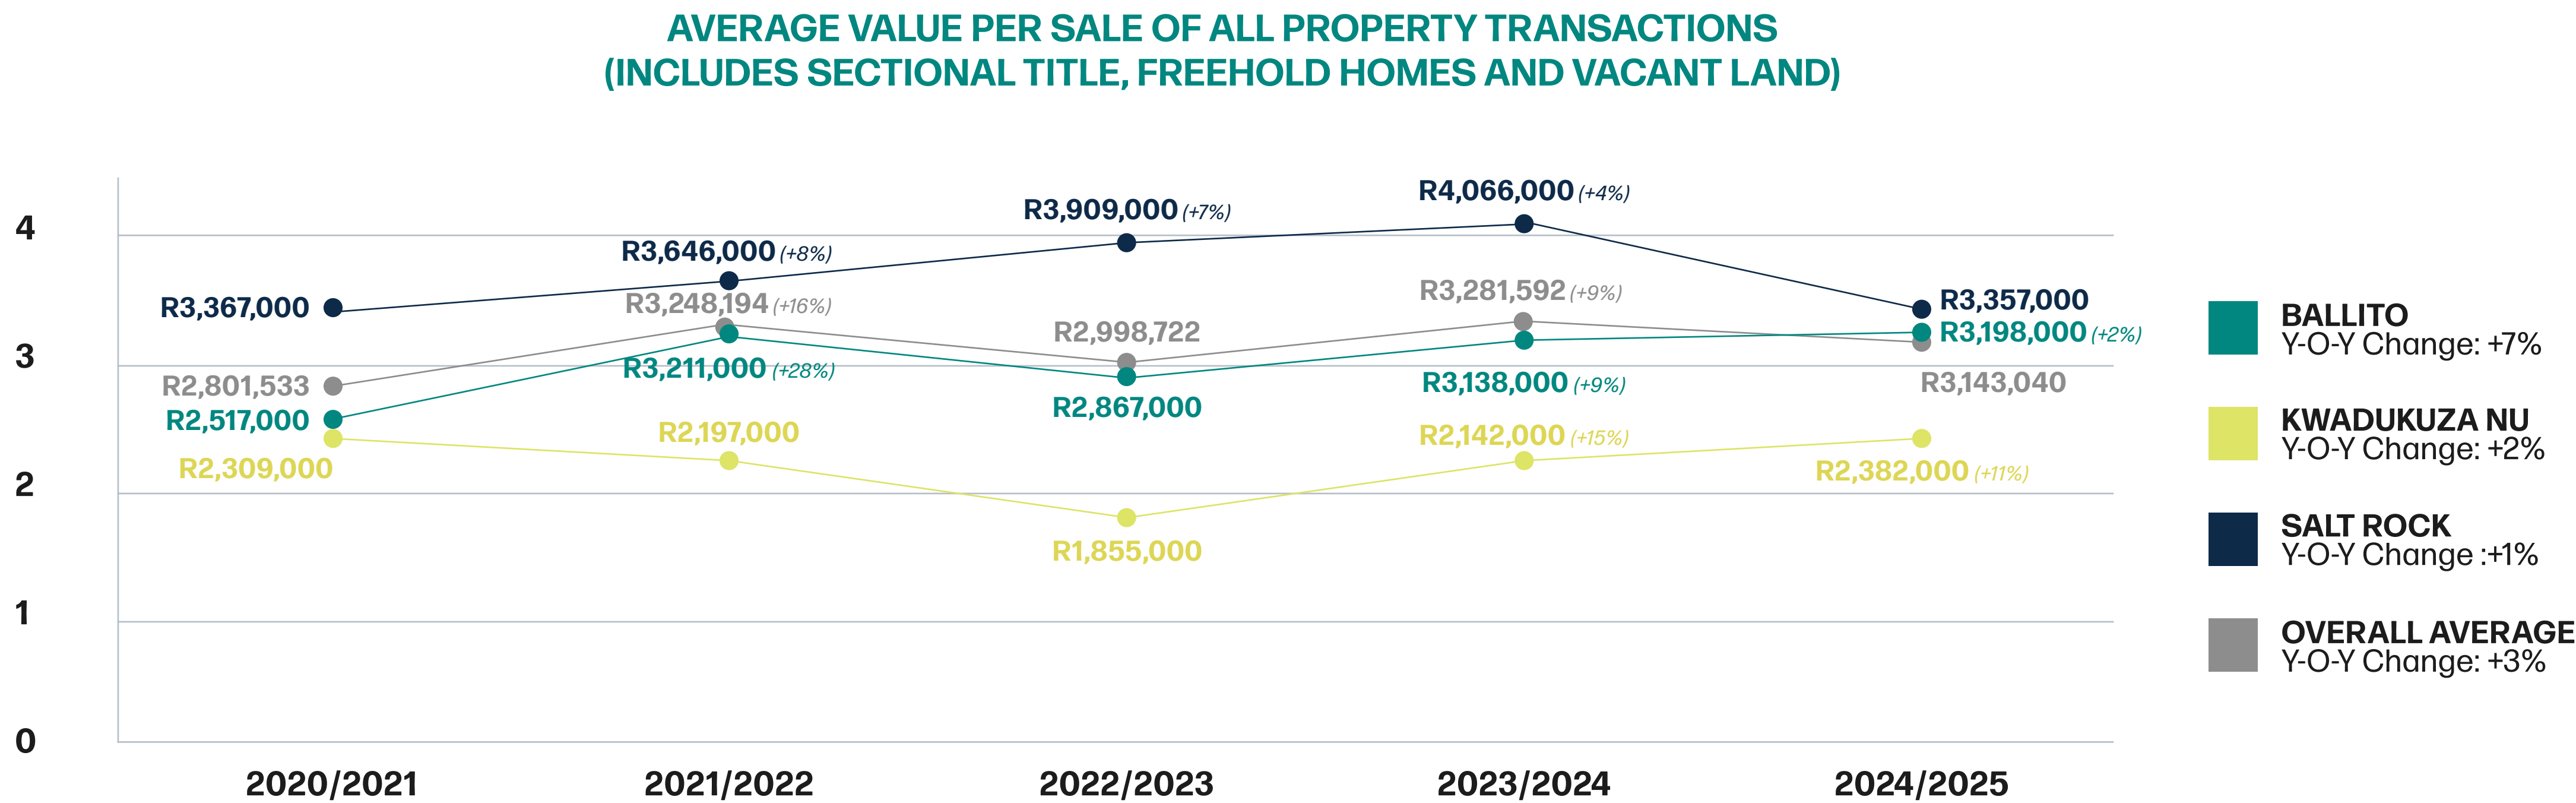 AVERAGE VALUE PER SALE OF ALL PROPERTY TRANSACTIONS
(INCLUDES SECTIONAL TITLE, FREEHOLD HOMES AND VACANT LAND)
4
3
2
1
0
R3,367,000
R2,801,533
R2,517,000
R2,309,000
R3,646,000 (+8%)
R3,248,194 (+16%)
R3,211,000 (+28%)
R2,197,000
R3,909,000 (+7%)
R2,998,722
R2,867,000
R1,855,000
R4,066,000 (+4%)
R3,281,592 (+9%)
R3,138,000 (+9%)
R2,142,000 (+15%)
R3,357,000
R3,198,000 (+2%)
R3,143,040
R2,382,000 (+11%)
2020/2021
2021/2022
2022/2023
2023/2024
2024/2025
BALLITO
Y-O-Y Change: +7%
KWADUKUZA NU
Y-O-Y Change: +2%
SALT ROCK
Y-O-Y Change :+1%
OVERALL AVERAGE
Y-O-Y Change: +3%